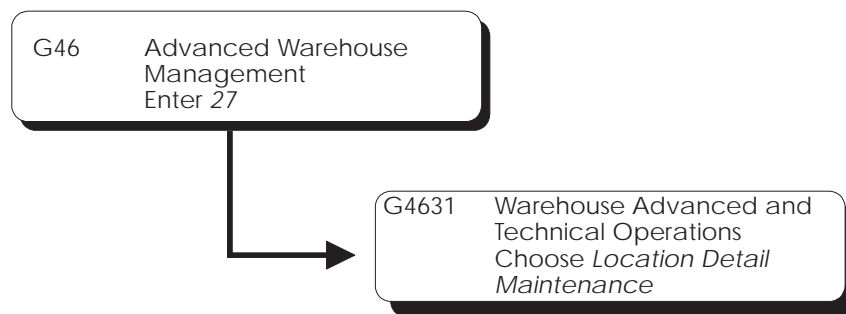 G46 Advanced Warehouse
Management
Enter 27
G4631 Warehouse Advanced and
Technical Operations
Choose Location Detail
Maintenance